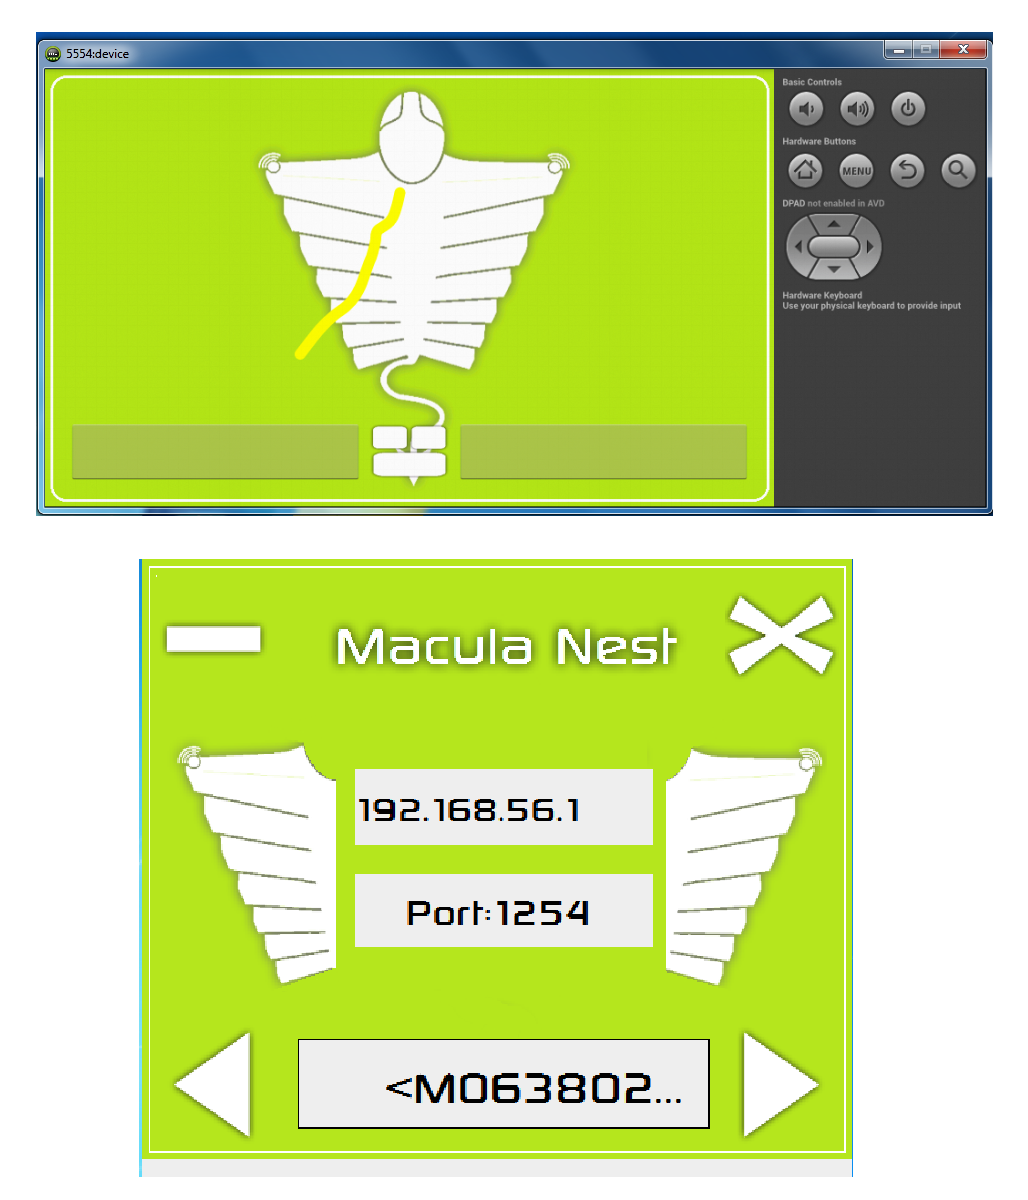 5554:device
Basic Controls
Hardware Buttons
MENU
DPAD not enabled in AVD
Hardware Keyboard
Use your physical keyboard to provide input
Macula Nest
192.168.56.1
Port:1254
<M063802...